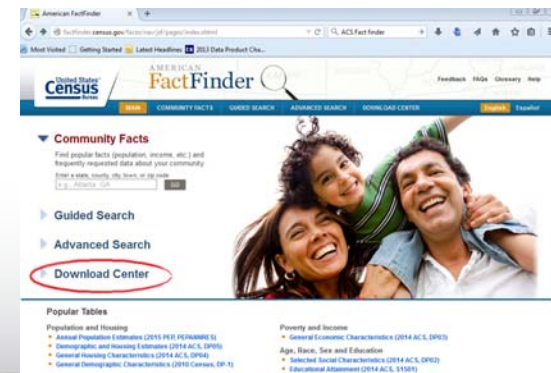 American FactFinder
factfinder.census.gov/faces/nav/jsf/pages/index.xhtml
ACS Fact finder
Most Visited
Getting Started
Latest Headlines
2013 Data Product Cha...
United States
Census
Bureau
AMERICAN
FactFinder
Feedback FAQs Glossary Help
MAIN COMMUNITY FACTS GUIDED SEARCH ADVANCED SEARCH DOWNLOAD CENTER
English Español
Community Facts
Find popular facts (population, income, etc.) and
frequently requested data about your community.
Enter a state, county, city, town, or zip code
e.g., Atlanta, GA
GO
Guided Search
Advanced Search
Download Center
Popular Tables
Population and Housing
Annual Population Estimates (2015 PEP, PEPANNRES)
Demographic and Housing Estimates (2014 ACS, DP05)
General Housing Characteristics (2014 ACS, DP04)
General Demographic Characteristics (2010 Census, DP-1)
Poverty and Income
General Economic Characteristics (2014 ACS, DP03)
Age, Race, Sex and Education
Selected Social Characteristics (2014 ACS, DP02)
Educational Attainment (2014 ACS, S1501)